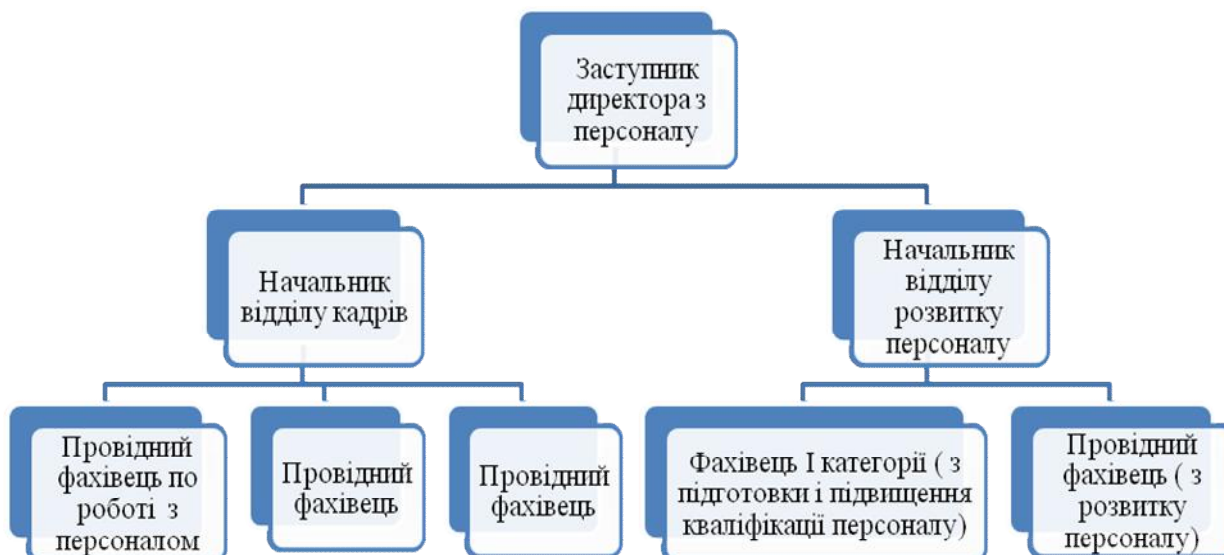 Заступник
директора з
персоналу
Начальник
відділу кадрів
Начальник
відділу
розвитку
персоналу
Провідний
фахівець по
роботі з
персоналом
Провідний
фахівець
Провідний
фахівець
Фахівець І категорії ( з
підготовки і підвищення
кваліфікації персоналу)
Провідний
фахівець ( з
розвитку
персоналу)